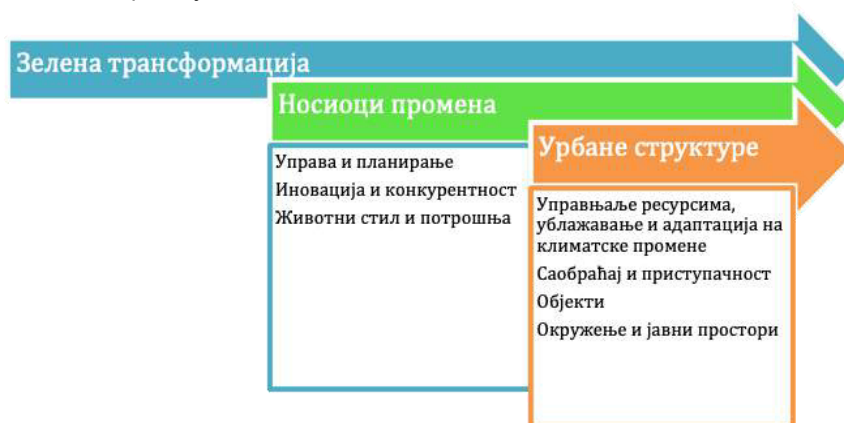 Зелена трансформација
Носиоци промена
Управа и планирање
Иновација и конкурентност
Животни стил и потрошња
Урбане структуре
Управњаље ресурсима,
ублажавање и адаптација на
климатске промене
Саобраћај и приступачност
Објекти
Окружење и јавни простори